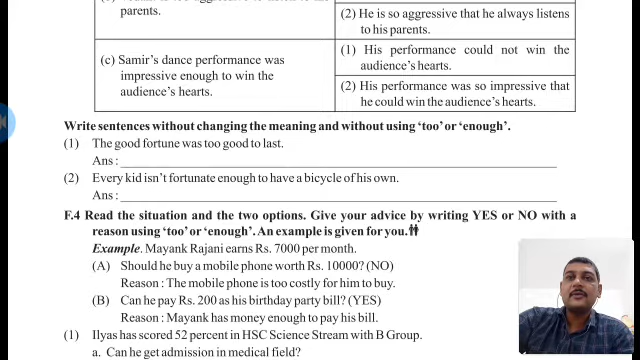 parents.
(2) He is so aggressive that he always listens
to his parents.
(c) Samir's dance performance was
impressive enough to win the
audience's hearts.
(1) His performance could not win the
audience's hearts.
(2) His performance was so impressive that
he could win the audience's hearts.
Write sentences without changing the meaning and without using 'too' or 'enough'.
(1) The good fortune was too good to last.
Ans :
(2) Every kid isn't fortunate enough to have a bicycle of his own.
Ans :
F.4 Read the situation and the two options. Give your advice by writing YES or NO with a
reason using 'too' or 'enough'. An example is given for you.
Example. Mayank Rajani earns Rs. 7000 per month.
(A) Should he buy a mobile phone worth Rs. 10000? (NO)
Reason : The mobile phone is too costly for him to buy.
(B) Can he pay Rs. 200 as his birthday party bill? (YES)
Reason : Mayank has money enough to pay his bill.
(1) Ilyas has scored 52 percent in HSC Science Stream with B Group.
a. Can he get admission in medical field?